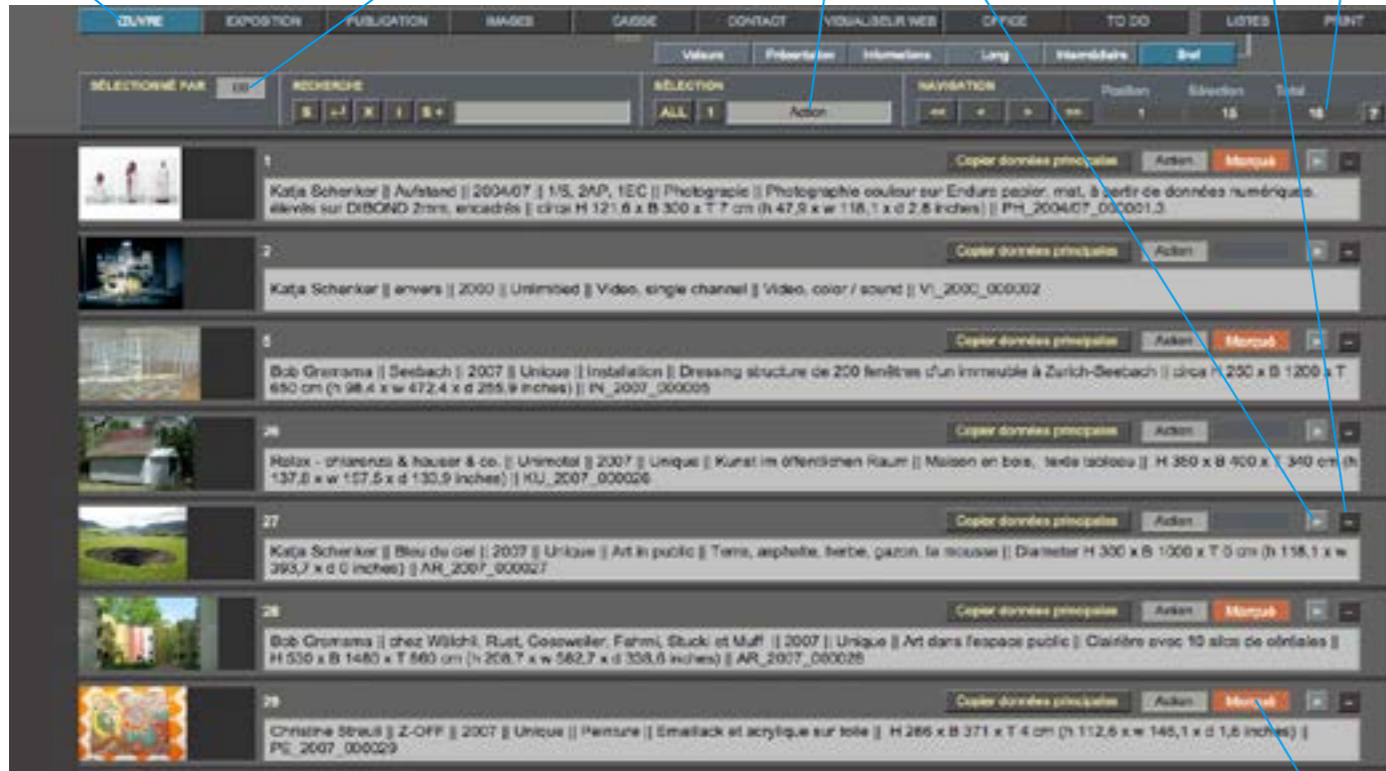 ŒUVRE EXPOSITION PUBLICATION IMAGES CAISSE CONTACT VISUALISEUR WEB OFFICE TO DO LISTES PRINT
Valeurs Présentation Informations Long Intermédiaire Bref
SÉLECTIONNÉ PAR RECHERCHE SÉLECTION NAVIGATION Position Sélection Total
S X I S+ ALL 1 Action << < > >> 1 15 ?
1 Copier données principales Action Marqué
Katja Schenker || Aufstand || 2004/07 || 1/5, 2AP, 1EC || Photograpie || Photographie couleur sur Endura papier, mat, à partir de données numériques,
élevés sur DIBOND 2mm, encadrés || circa H 121,6 x B 300 x T 7 cm (h 47,9 x w 118,1 x d 2,8 inches) || PH_2004/07_000001,3
2 Copier données principales Action
Katja Schenker || envers || 2000 || Unlimited || Video, single channel || Video, color / sound || VI_2000_000002
5 Copier données principales Action Marqué
Bob Gramsma || Seebach || 2007 || Unique || Installation || Dressing structure de 200 fenêtres d'un immeuble à Zurich-Seebach || circa H 250 x B 1200 x T
650 cm (h 98,4 x w 472,4 x d 255,9 inches) || IN_2007_000005
26 Copier données principales Action
Relax - chiarenza & hauser & co. || Unimotel || 2007 || Unique || Kunst im öffentlichen Raum || Maison en bois, texte tableau || H 350 x B 400 x T 340 cm (h
137,8 x w 157,5 x d 133,9 inches) || KU_2007_000026
27 Copier données principales Action
Katja Schenker || Bleu du ciel || 2007 || Unique || Art in public || Terre, asphalte, herbe, gazon, la mousse || Diameter H 300 x B 1000 x T 0 cm (h 118,1 x w
393,7 x d 0 inches) || AR_2007_000027
28 Copier données principales Action Marqué
Bob Gramsma || chez Wälchli, Rust, Gossweiler, Fahrni, Stucki et Muff || 2007 || Unique || Art dans l'espace public || Clairière avec 10 silos de céréales ||
H 530 x B 1480 x T 860 cm (h 208,7 x w 582,7 x d 338,6 inches) || AR_2007_000028
29 Copier données principales Action Marqué
Christine Streuli || Z-OFF || 2007 || Unique || Peinture || Emaillack et acrylique sur toile || H 286 x B 371 x T 4 cm (h 112,6 x w 146,1 x d 1,6 inches) ||
PE_2007_000029